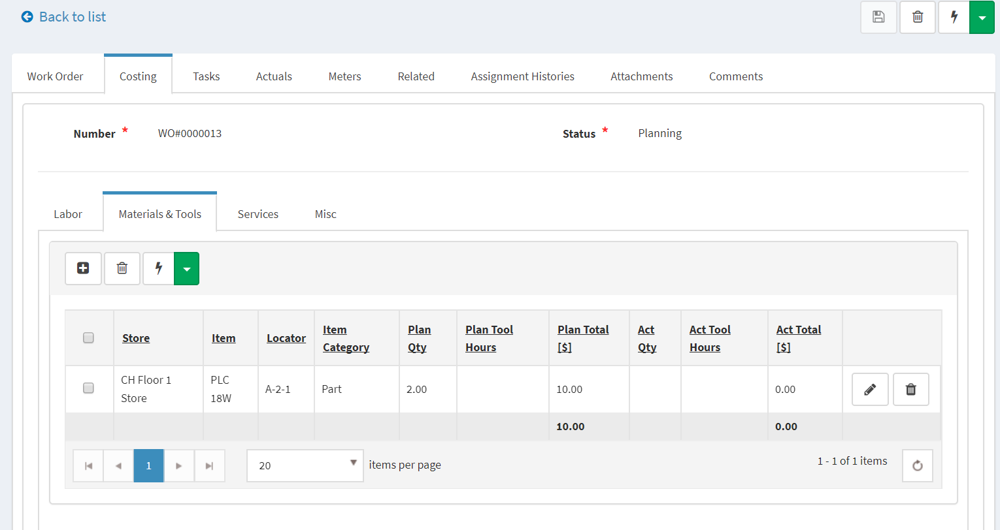 Back to list
Work Order Costing Tasks Actuals Meters Related Assignment Histories Attachments Comments
Number * WO#0000013 Status * Planning
Labor Materials & Tools Services Misc
Store Item Locator Item Category Plan Qty Plan Tool Hours Plan Total [$] Act Qty Act Tool Hours Act Total [$]
CH Floor 1 Store PLC 18W A-2-1 Part 2.00 10.00 0.00
10.00 0.00
1 20 items per page 1 - 1 of 1 items